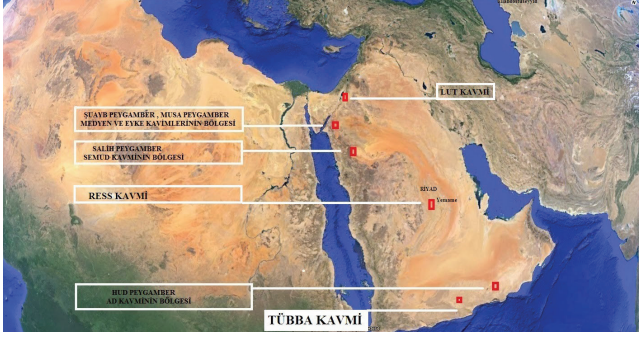 LUT KAVMİ
ŞUAYB PEYGAMBER , MUSA PEYGAMBER
MEDYEN VE EYKE KAVİMLERİNİN BÖLGESİ
SALİH PEYGAMBER
SEMUD KAVMİNİN BÖLGESİ
RESS KAVMİ
RİYAD
Yemame
HUD PEYGAMBER
AD KAVMİNİN BÖLGESİ
TÜBBA KAVMİ